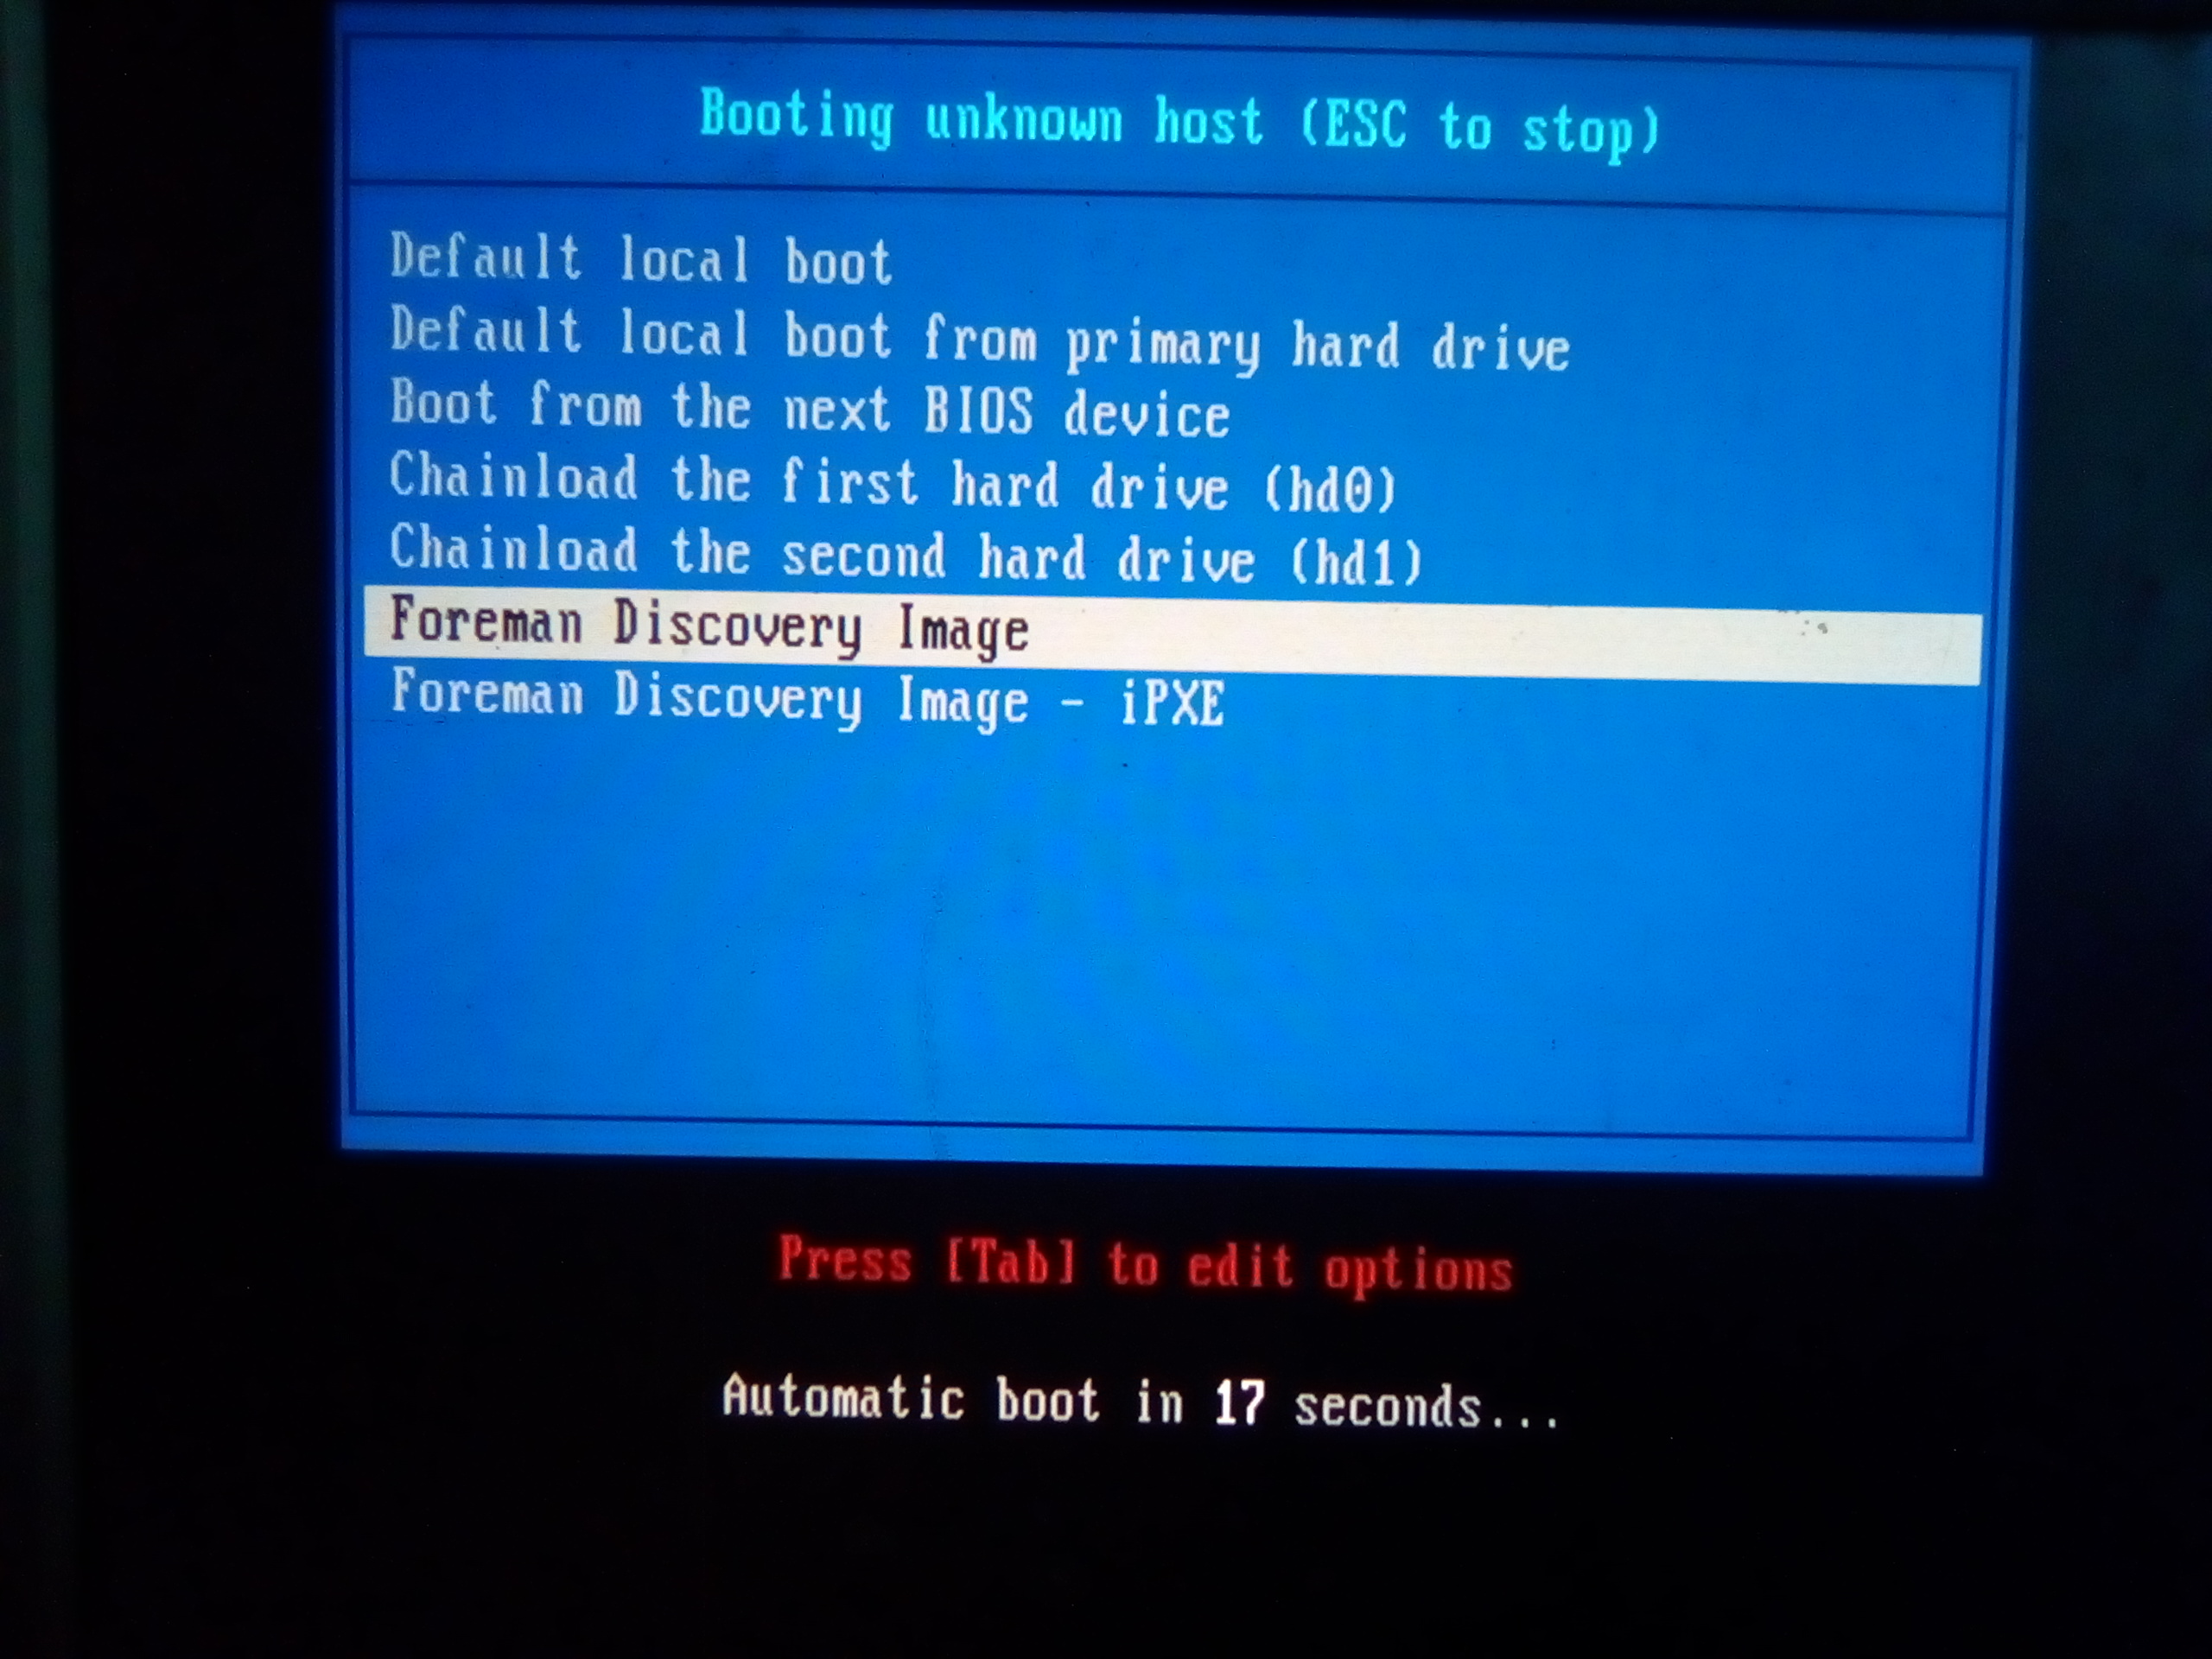 Booting unknown host (ESC to stop)
Default local boot
Default local boot from primary hard drive
Boot from the next BIOS device
Chainload the first hard drive (hd0)
Chainload the second hard drive (hd1)
Foreman Discovery Image
Foreman Discovery Image - iPXE
Press [Tab] to edit options
Automatic boot in 17 seconds...